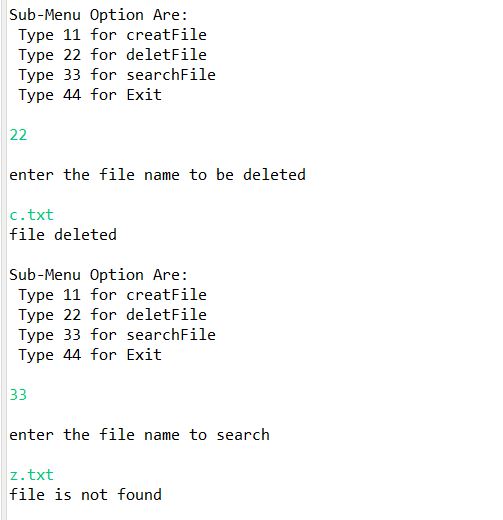 Sub-Menu Option Are:
Type 11 for creatFile
Type 22 for deletFile
Type 33 for searchFile
Type 44 for Exit
22
enter the file name to be deleted
c.txt
file deleted
Sub-Menu Option Are:
Type 11 for creatFile
Type 22 for deletFile
Type 33 for searchFile
Type 44 for Exit
33
enter the file name to search
z.txt
file is not found